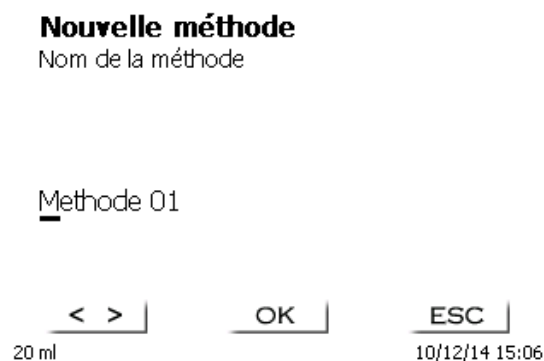 Nouvelle méthode
Nom de la méthode
Methode 01
< > OK ESC
20 ml 10/12/14 15:06